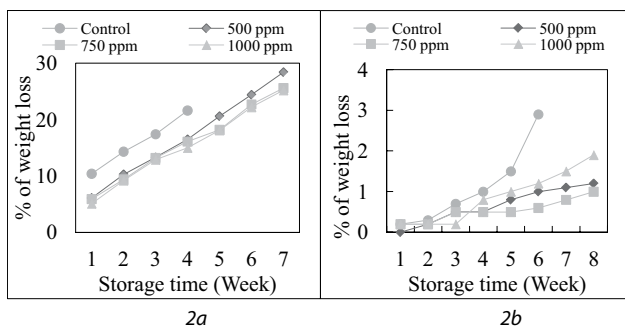 Control 500 ppm
750 ppm 1000 ppm
% of weight loss
30
20
10
0
1 2 3 4 5 6 7
Storage time (Week)
2a
Control 500 ppm
750 ppm 1000 ppm
% of weight loss
4
3
2
1
0
1 2 3 4 5 6 7 8
Storage time (Week)
2b